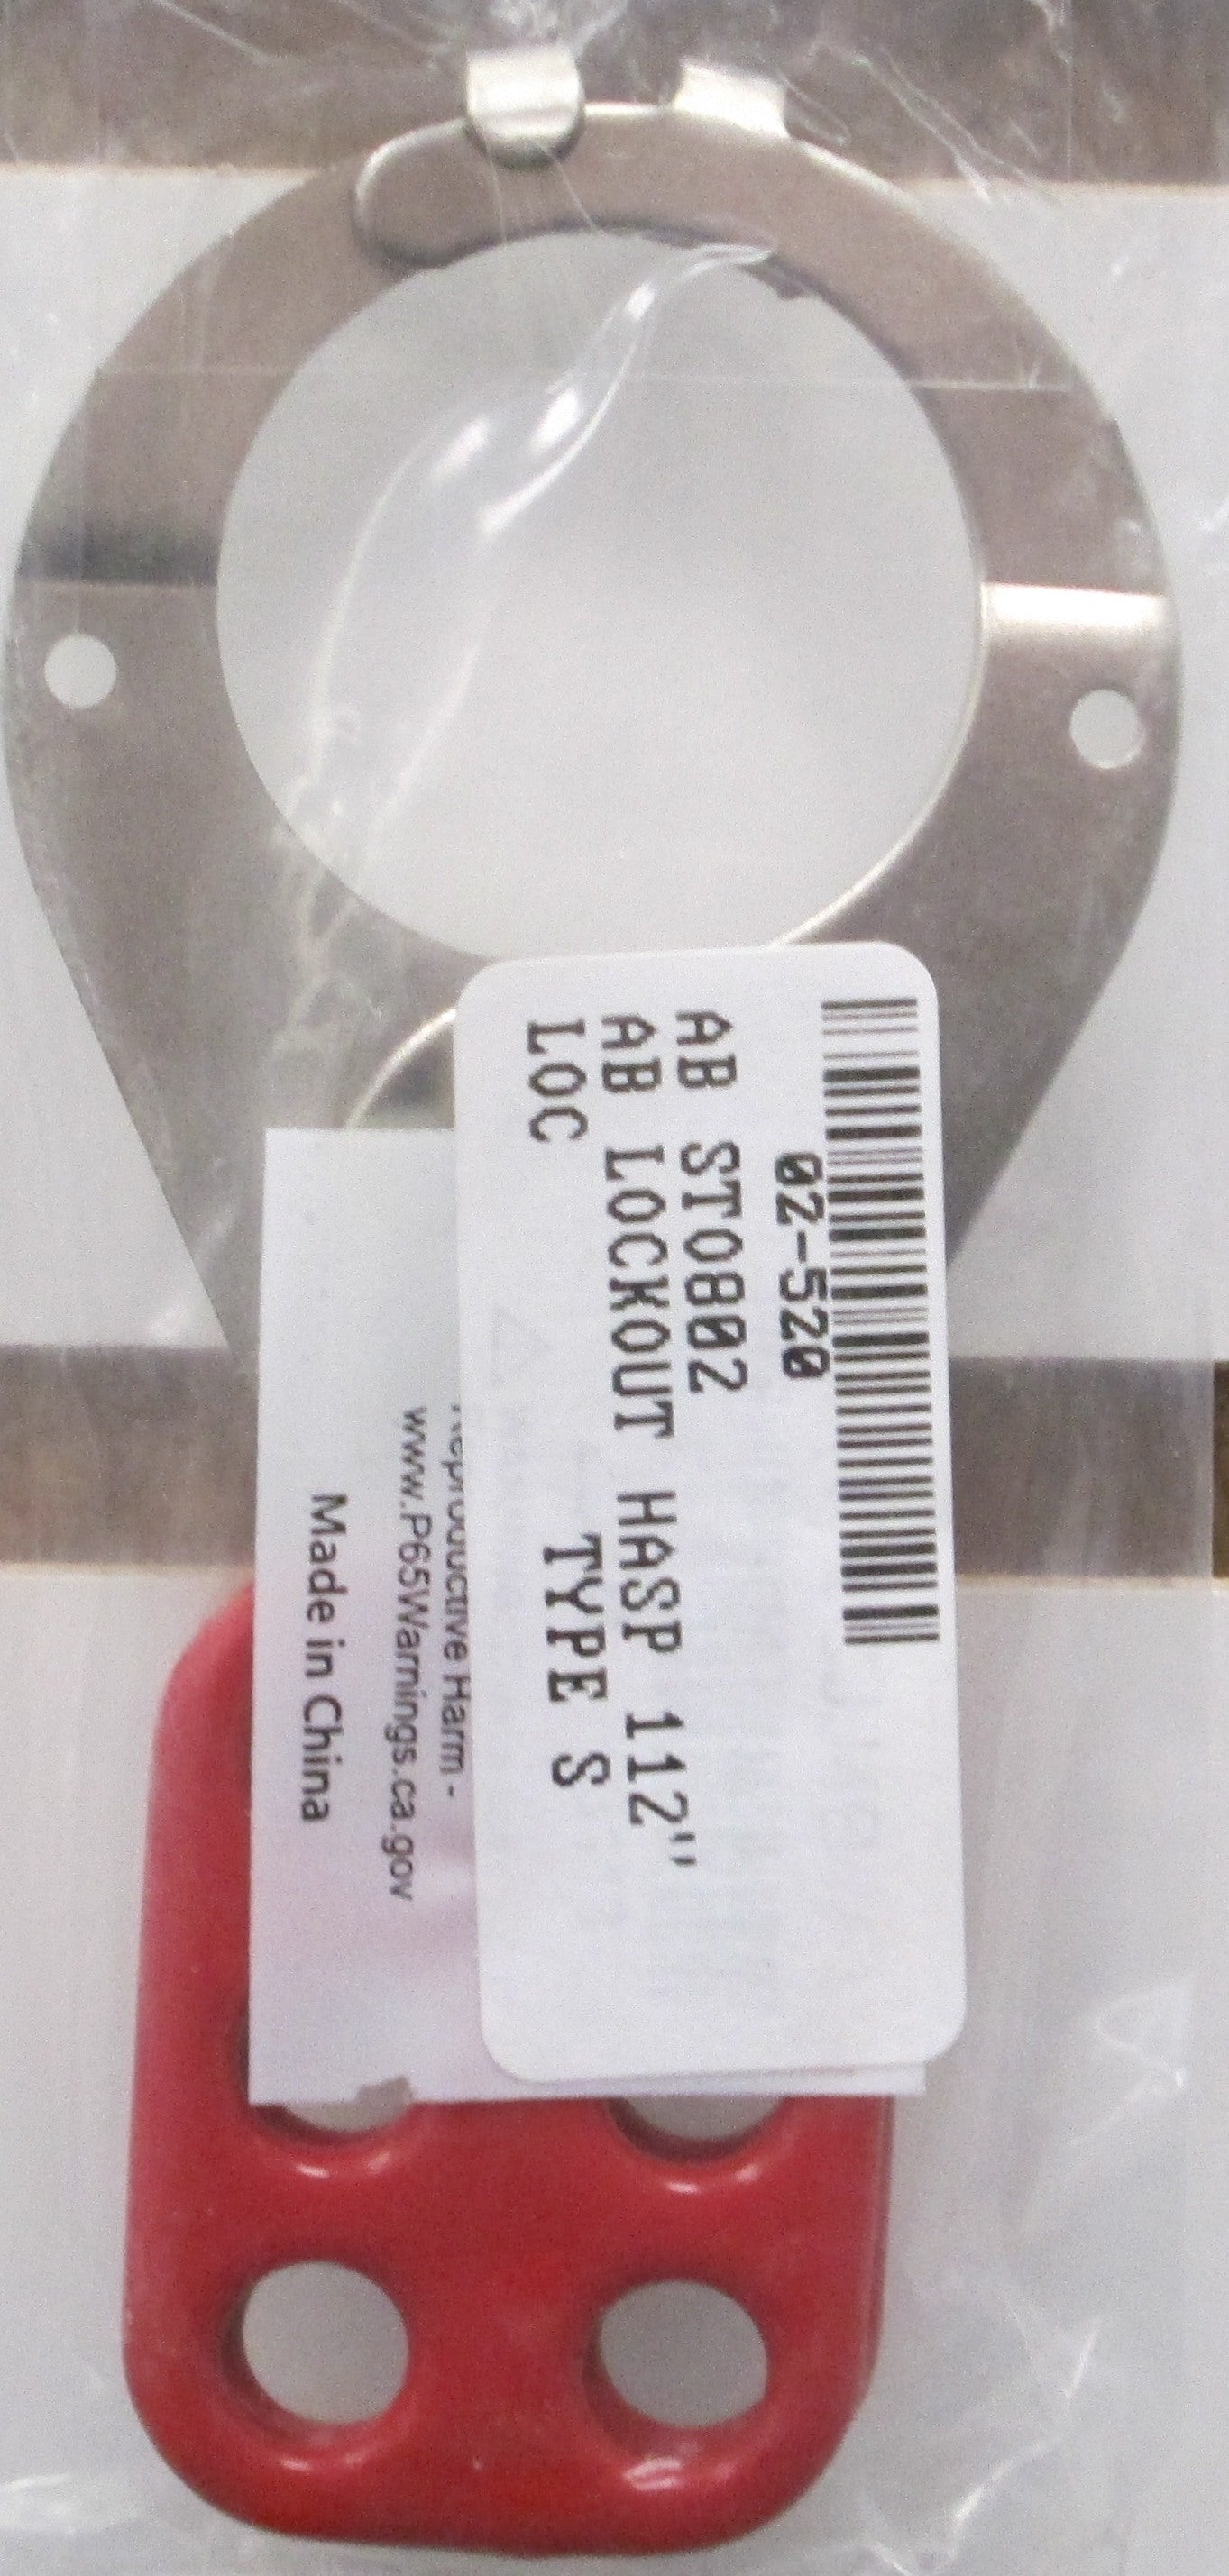 02-520
AB ST0802
AB LOCKOUT HASP 112"
LOC TYPE S
Reproductive Harm -
www.P65Warnings.ca.gov
Made in China